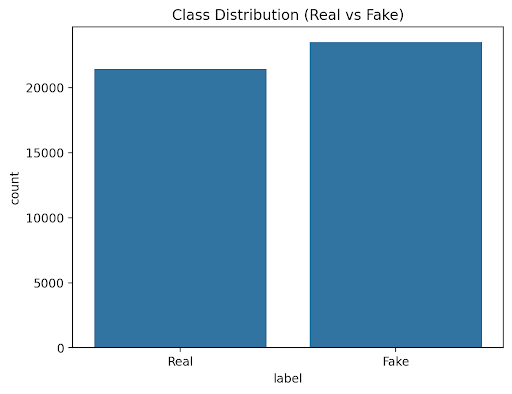 Class Distribution (Real vs Fake)
20000
15000
10000
5000
0
count
Real Fake
label